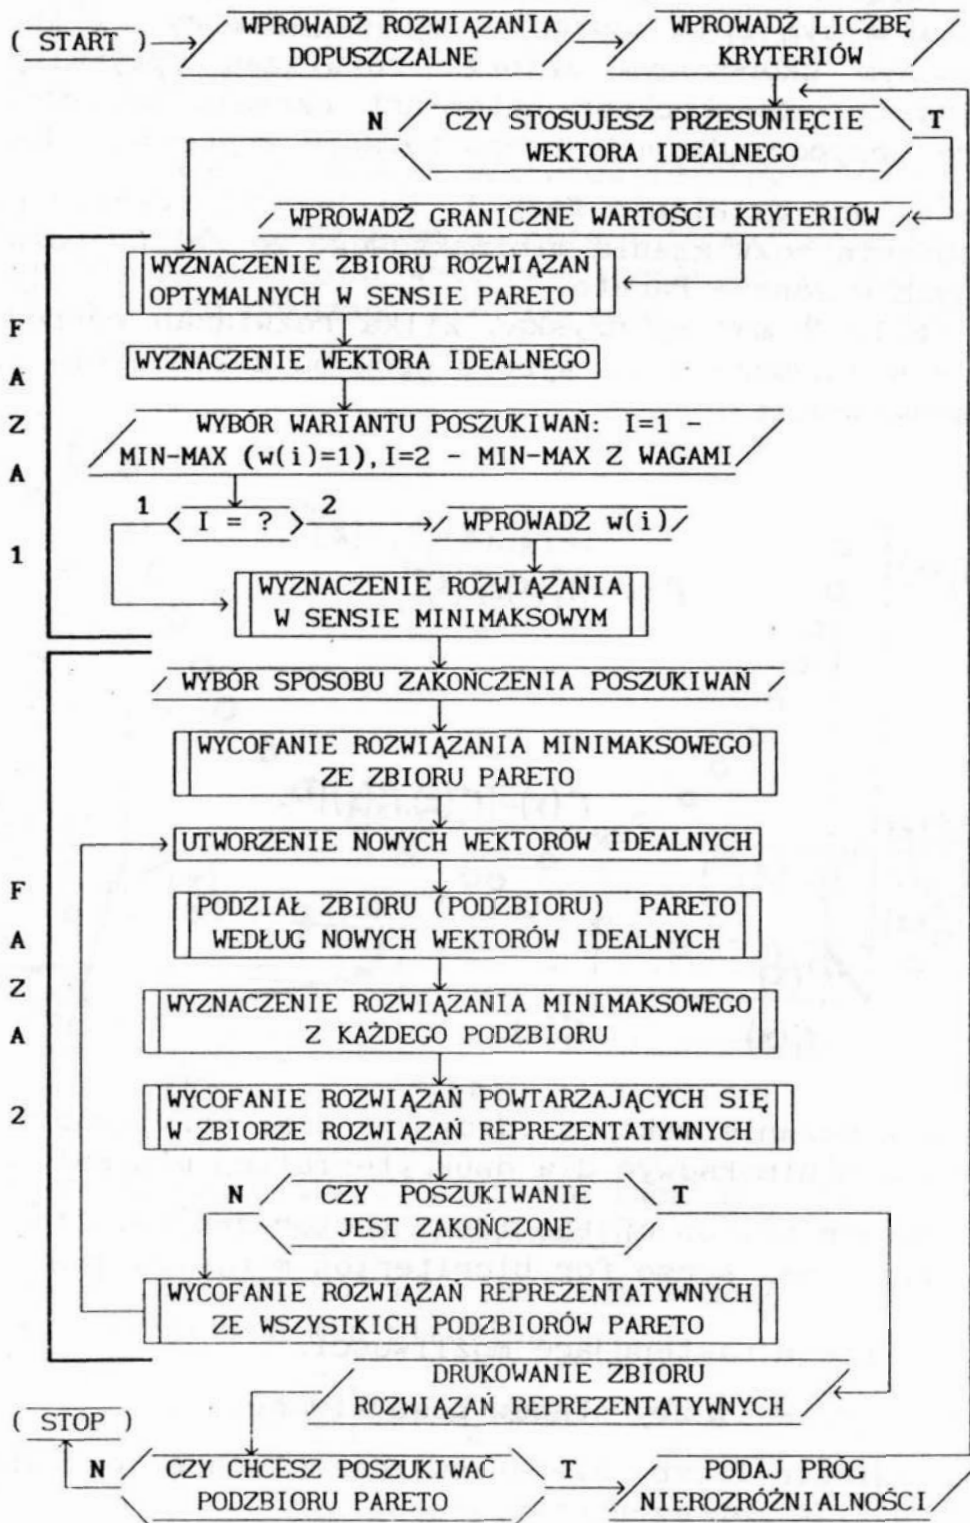 ( START )
WPROWADŹ ROZWIĄZANIA
DOPUSZCZALNE
WPROWADŹ LICZBĘ
KRYTERIÓW
N
CZY STOSUJESZ PRZESUNIĘCIE
WEKTORA IDEALNEGO
T
WPROWADŹ GRANICZNE WARTOŚCI KRYTERIÓW
F
A
Z
A
1
WYZNACZENIE ZBIORU ROZWIĄZAŃ
OPTYMALNYCH W SENSIE PARETO
WYZNACZENIE WEKTORA IDEALNEGO
WYBÓR WARIANTU POSZUKIWAŃ: I=1 -
MIN-MAX (w(i)=1), I=2 - MIN-MAX Z WAGAMI
1
I = ?
2
WPROWADŹ w(i)
WYZNACZENIE ROZWIĄZANIA
W SENSIE MINIMAKSOWYM
F
A
Z
A
2
WYBÓR SPOSOBU ZAKOŃCZENIA POSZUKIWAŃ
WYCOFANIE ROZWIĄZANIA MINIMAKSOWEGO
ZE ZBIORU PARETO
UTWORZENIE NOWYCH WEKTORÓW IDEALNYCH
PODZIAŁ ZBIORU (PODZBIORU) PARETO
WEDŁUG NOWYCH WEKTORÓW IDEALNYCH
WYZNACZENIE ROZWIĄZANIA MINIMAKSOWEGO
Z KAŻDEGO PODZBIORU
WYCOFANIE ROZWIĄZAŃ POWTARZAJĄCYCH SIĘ
W ZBIORZE ROZWIĄZAŃ REPREZENTATYWNYCH
N
CZY POSZUKIWANIE
JEST ZAKOŃCZONE
T
WYCOFANIE ROZWIĄZAŃ REPREZENTATYWNYCH
ZE WSZYSTKICH PODZBIORÓW PARETO
DRUKOWANIE ZBIORU
ROZWIĄZAŃ REPREZENTATYWNYCH
( STOP )
N
CZY CHCESZ POSZUKIWAĆ
PODZBIORU PARETO
T
PODAJ PRÓG
NIEROZRÓŻNIALNOŚCI